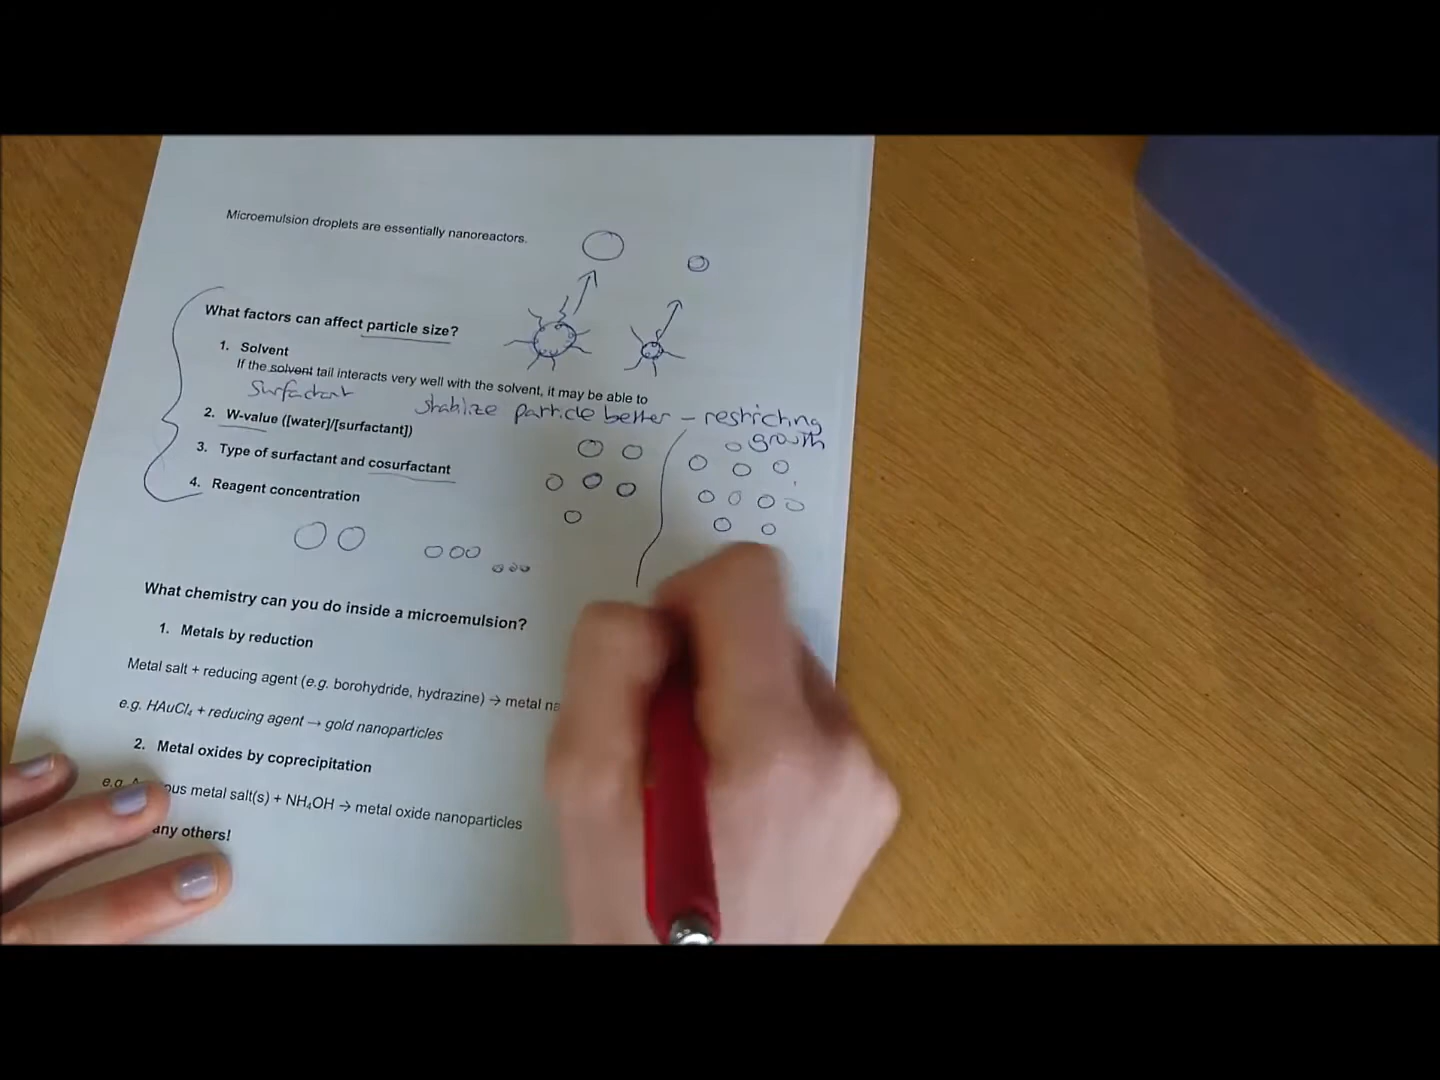 Microemulsion droplets are essentially nanoreactors.
What factors can affect particle size?
1. Solvent
If the solvent tail interacts very well with the solvent, it may be able to
surfactant stabilize particle better – restricting
growth
2. W-value ([water]/[surfactant])
3. Type of surfactant and cosurfactant
4. Reagent concentration
What chemistry can you do inside a microemulsion?
1. Metals by reduction
Metal salt + reducing agent (e.g. borohydride, hydrazine) → metal
e.g. HAuCl₄ + reducing agent → gold nanoparticles
2. Metal oxides by coprecipitation
e.g. metal salt(s) + NH₄OH → metal oxide nanoparticles
any others!